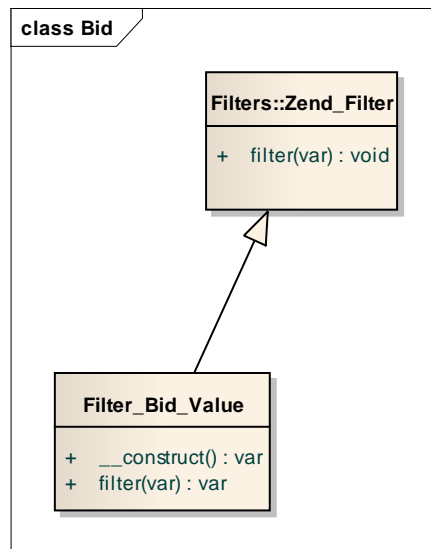 class Bid
Filters::Zend_Filter
+ filter(var) : void
Filter_Bid_Value
+ __construct() : var
+ filter(var) : var